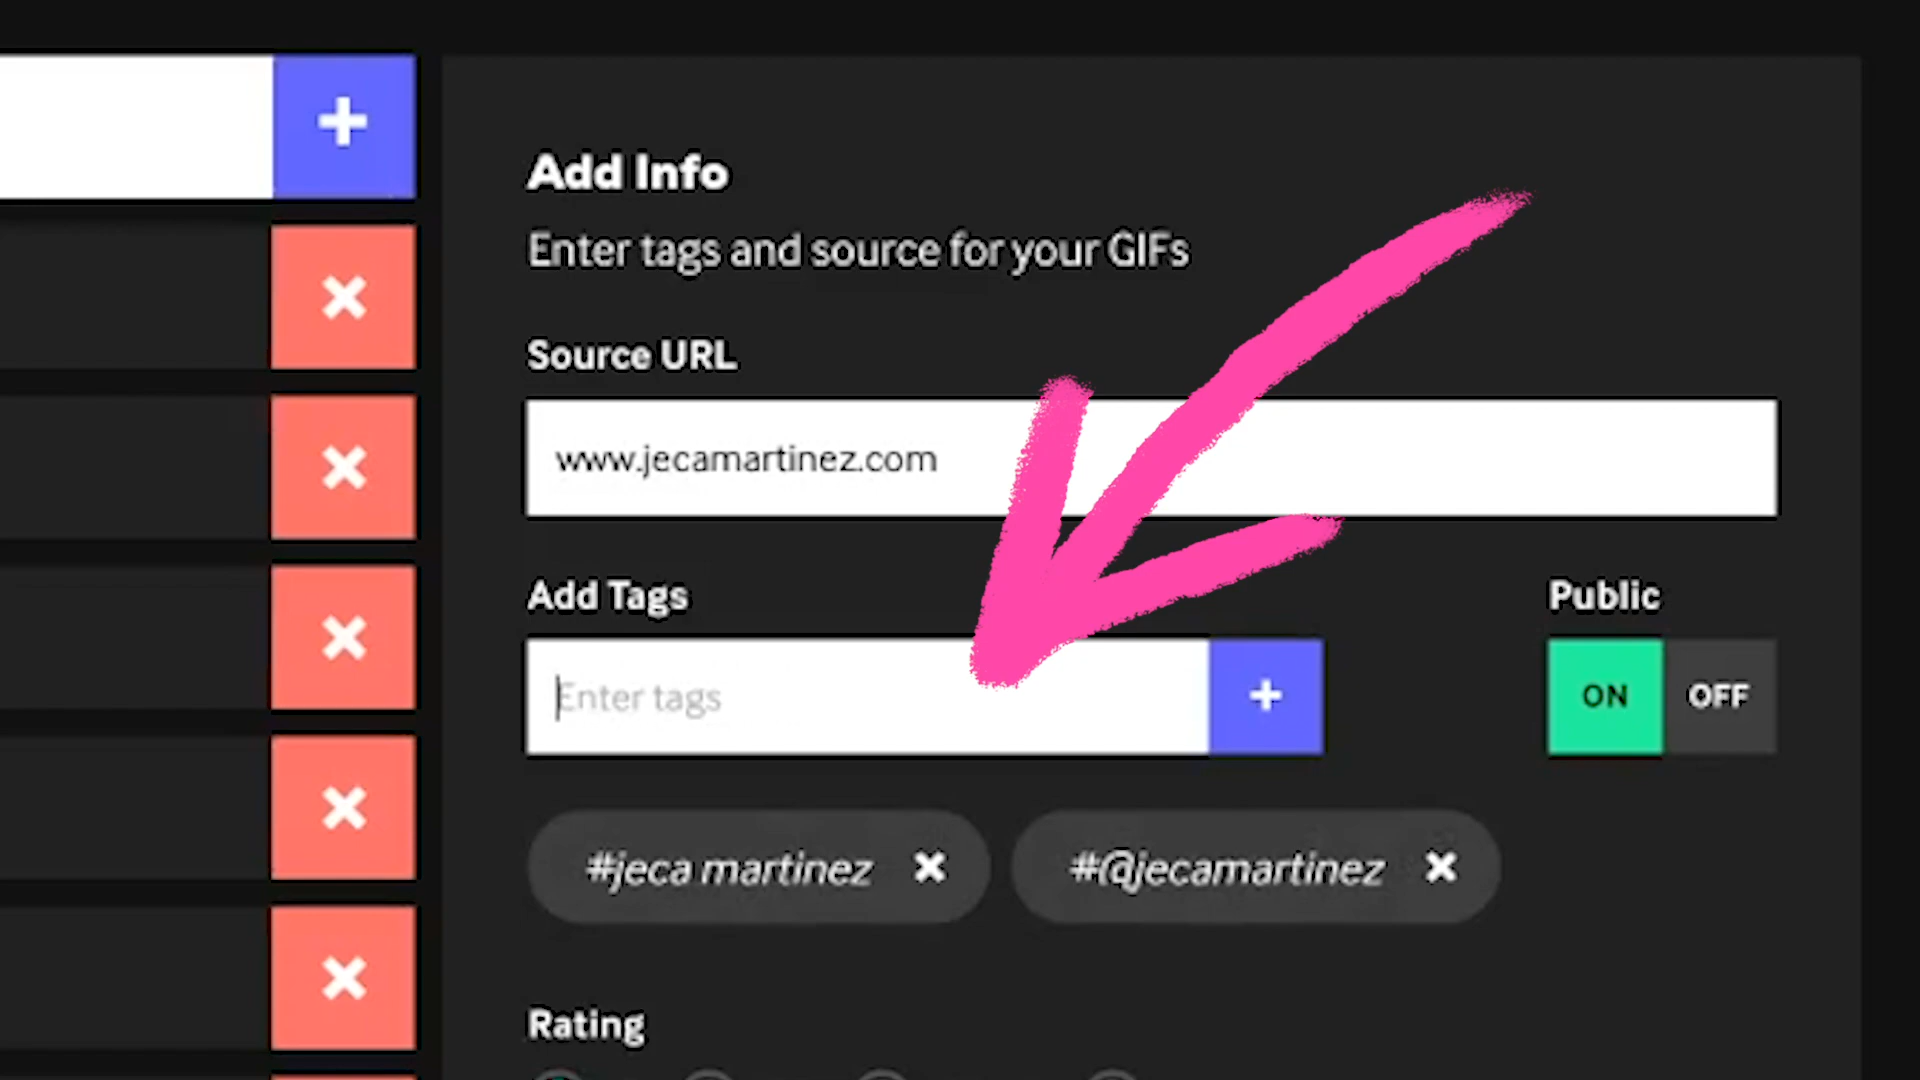 Add Info
Enter tags and source for your GIFs
Source URL
www.jecamartinez.com
Add Tags
Public
Enter tags
ON OFF
#jeca martinez
#@jecamartinez
Rating